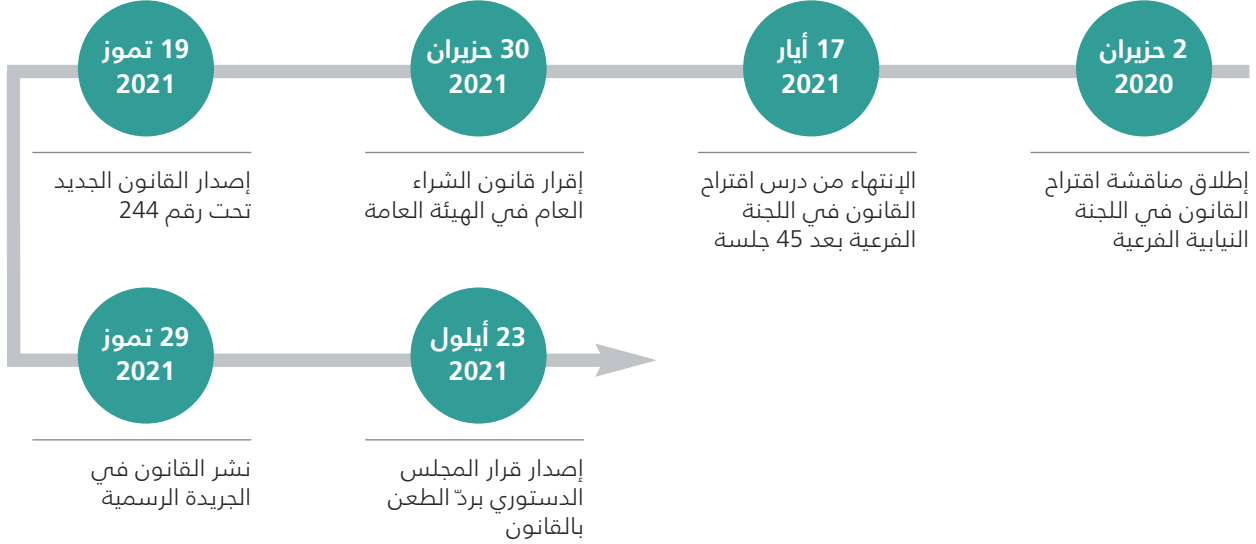 2 حزيران
2020
إطلاق مناقشة اقتراح
القانون في اللجنة
النيابية الفرعية
17 أيار
2021
الإنتهاء من درس اقتراح
القانون في اللجنة
الفرعية بعد 45 جلسة
30 حزيران
2021
إقرار قانون الشراء
العام في الهيئة العامة
19 تموز
2021
إصدار القانون الجديد
تحت رقم 244
29 تموز
2021
نشر القانون في
الجريدة الرسمية
23 أيلول
2021
إصدار قرار المجلس
الدستوري بردّ الطعن
بالقانون